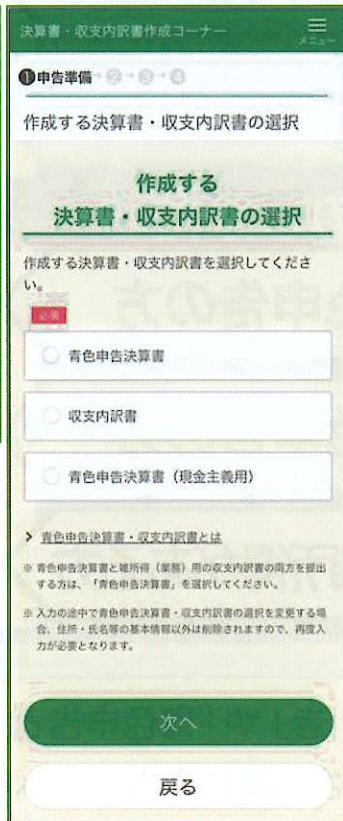 決算書・収支内訳書作成コーナー
メニュー
❶申告準備 ② ③ ④
作成する決算書・収支内訳書の選択
作成する
決算書・収支内訳書の選択
作成する決算書・収支内訳書を選択してくださ
い。
必須
青色申告決算書
収支内訳書
青色申告決算書（現金主義用）
> 青色申告決算書・収支内訳書とは
※ 青色申告決算書と雑所得（業務）用の収支内訳書の両方を提出
する方は、「青色申告決算書」を選択してください。
※ 入力の途中で青色申告決算書・収支内訳書の選択を変更する場
合、住所・氏名等の基本情報以外は削除されますので、再度入
力が必要となります。
次へ
戻る